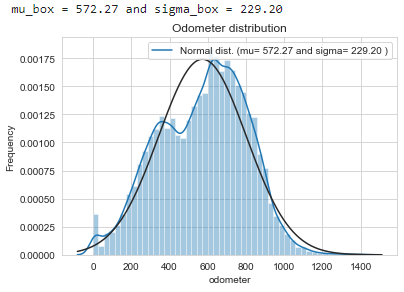 mu_box = 572.27 and sigma_box = 229.20
Odometer distribution
Normal dist. (mu= 572.27 and sigma= 229.20 )
0.00175
0.00150
0.00125
0.00100
0.00075
0.00050
0.00025
0.00000
Frequency
0 200 400 600 800 1000 1200 1400
odometer